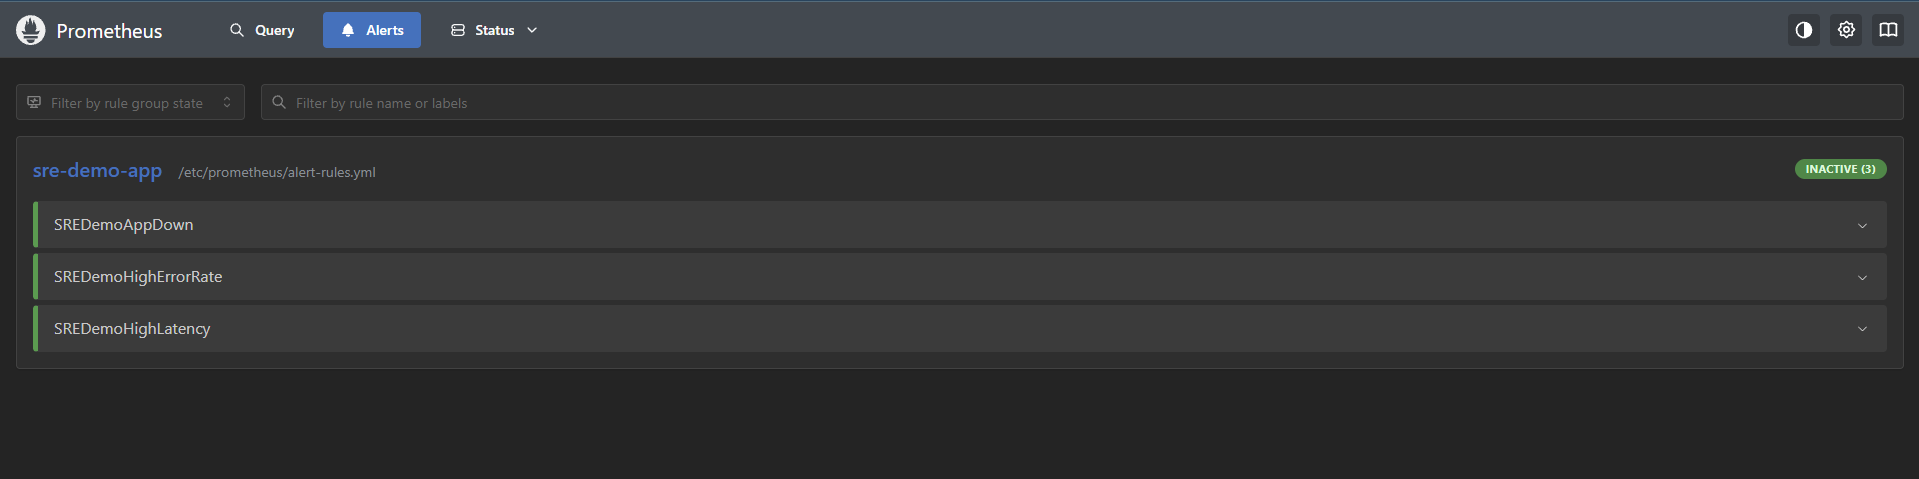 Prometheus Query Alerts Status
Filter by rule group state Filter by rule name or labels
sre-demo-app /etc/prometheus/alert-rules.yml INACTIVE (3)
SREDemoAppDown
SREDemoHighErrorRate
SREDemoHighLatency